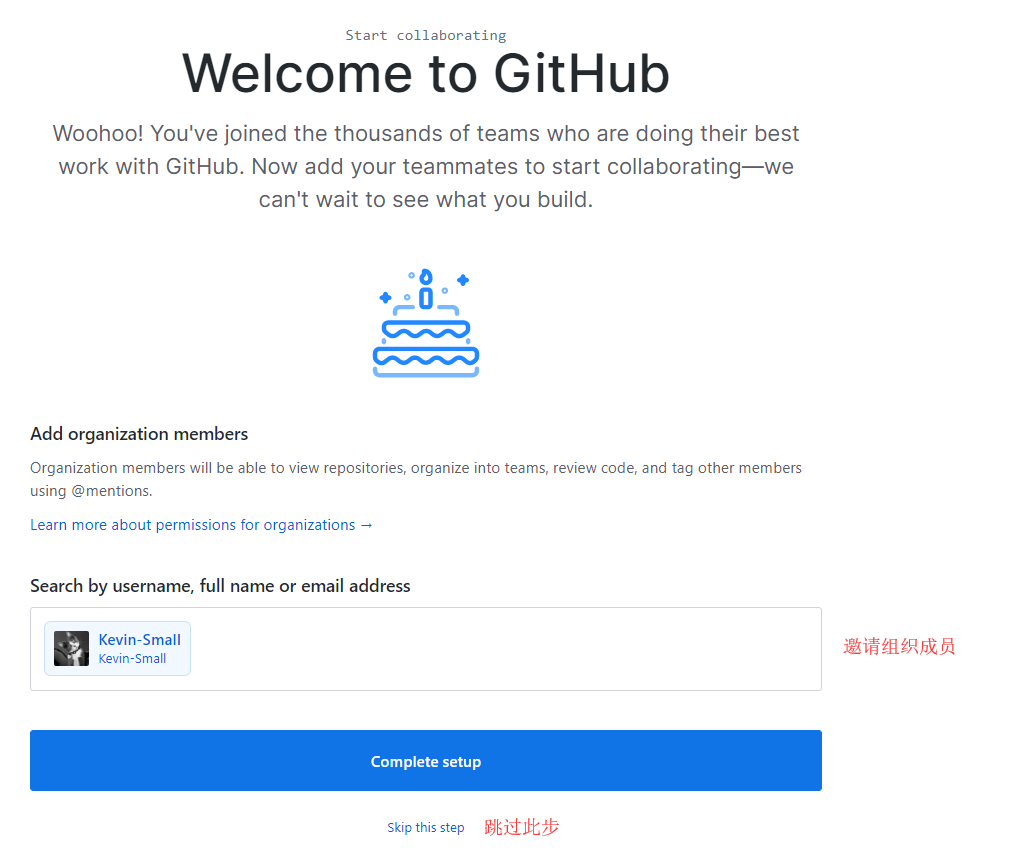 Start collaborating
Welcome to GitHub
Woohoo! You've joined the thousands of teams who are doing their best
work with GitHub. Now add your teammates to start collaborating—we
can't wait to see what you build.
Add organization members
Organization members will be able to view repositories, organize into teams, review code, and tag other members
using @mentions.
Learn more about permissions for organizations →
Search by username, full name or email address
Kevin-Small
Kevin-Small
邀请组织成员
Complete setup
Skip this step 跳过此步